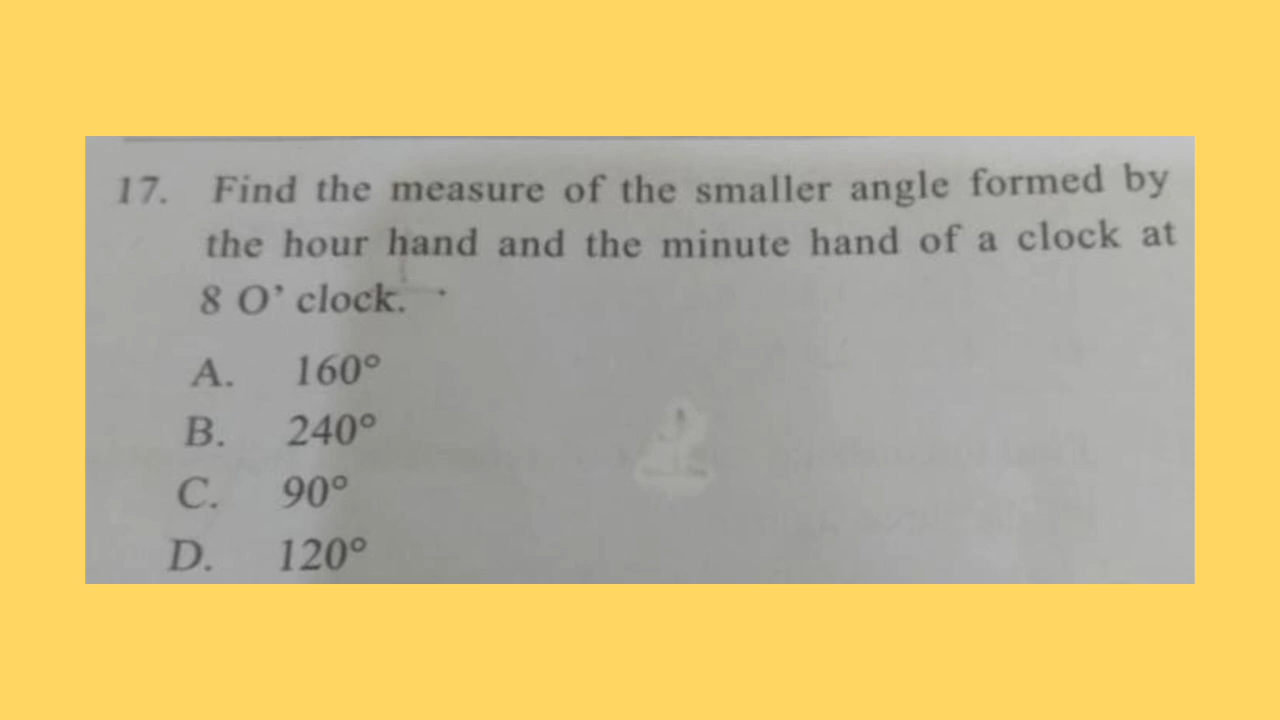 17. Find the measure of the smaller angle formed by
the hour hand and the minute hand of a clock at
8 O' clock.
A. 160°
B. 240°
C. 90°
D. 120°